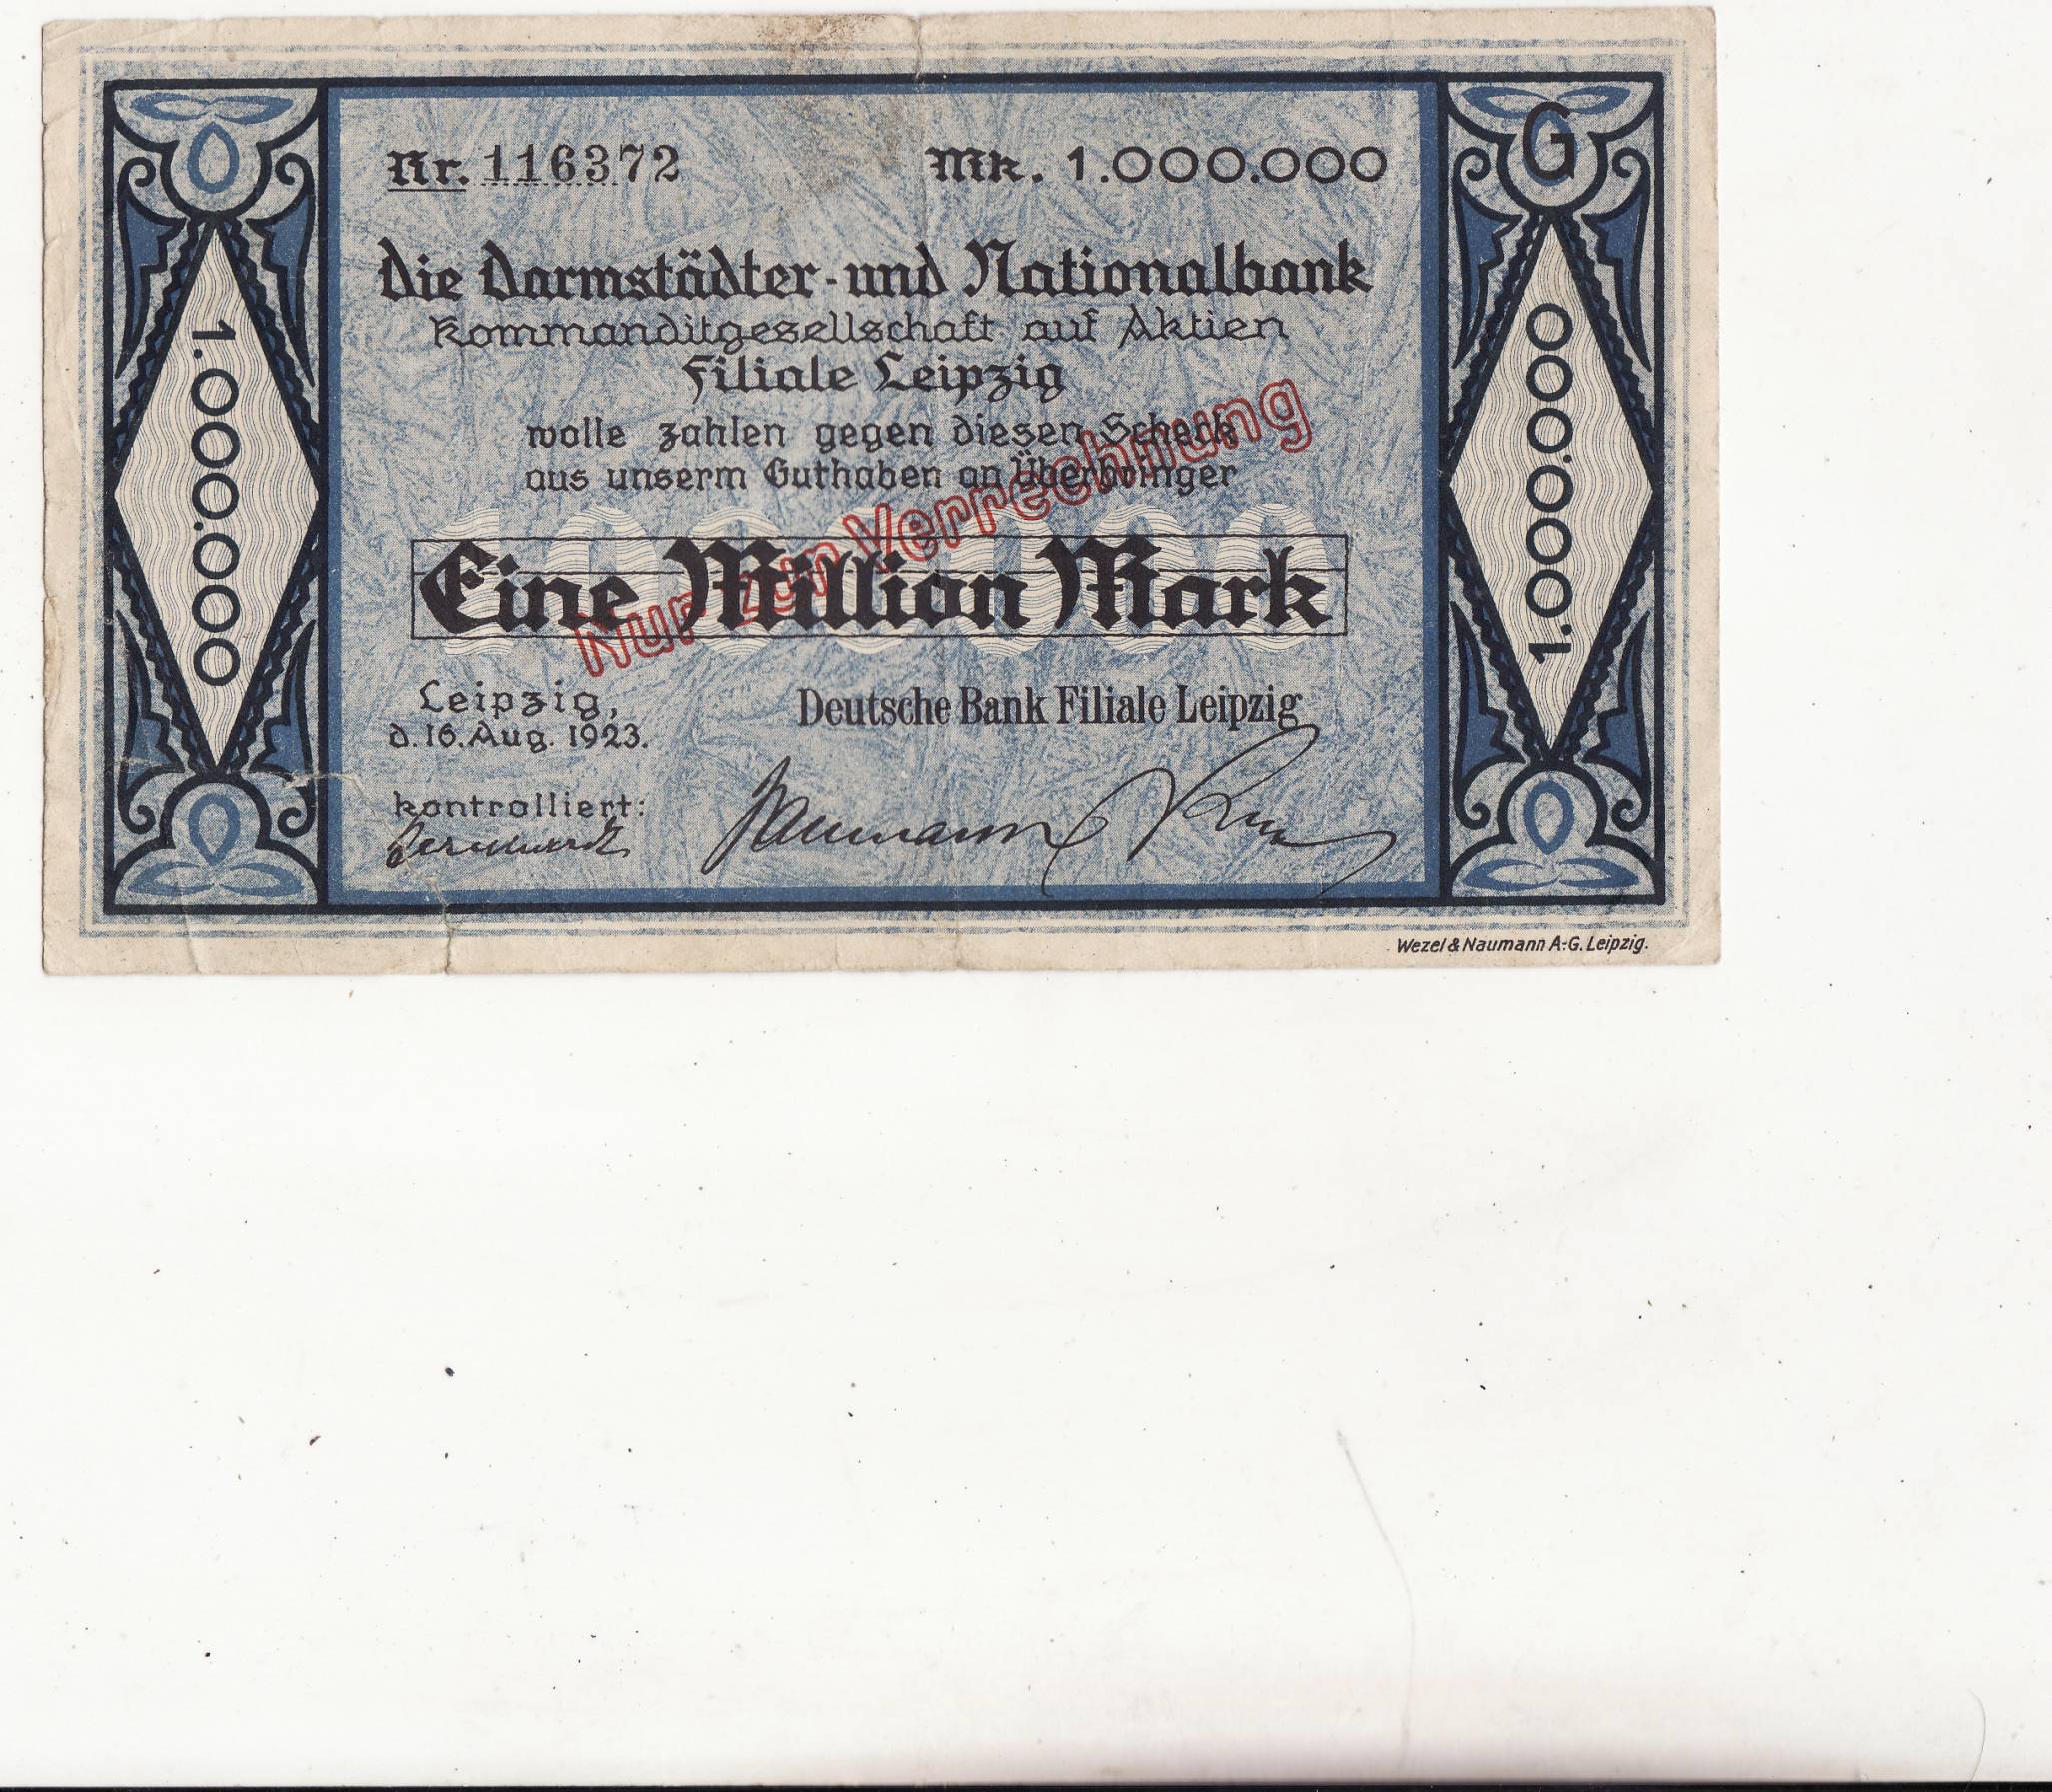 Nr. 116372
Mk. 1.000.000
G
Die Darmstädter- und Nationalbank
Kommanditgesellschaft auf Aktien
Filiale Leipzig
wolle zahlen gegen diesen Scheck
aus unserm Guthaben an Überbringer
Nur zur Verrechnung
1000000
Eine Million Mark
1.000.000
1.000.000
Leipzig,
d. 16. Aug. 1923.
Deutsche Bank Filiale Leipzig
kontrolliert:
Naumann
Wezel & Naumann A.-G. Leipzig.